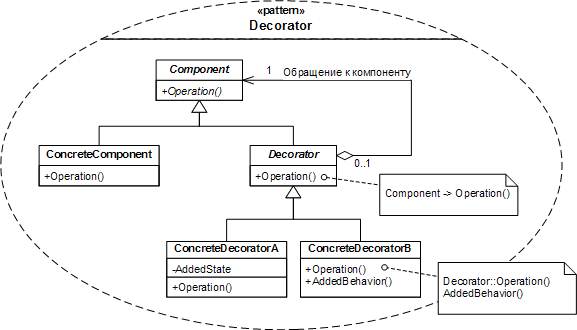 «pattern»
Decorator
Component
+Operation()
1
Обращение к компоненту
ConcreteComponent
+Operation()
Decorator
+Operation()
0..1
Component -> Operation()
ConcreteDecoratorA
-AddedState
+Operation()
ConcreteDecoratorB
+Operation()
+AddedBehavior()
Decorator::Operation()
AddedBehavior()